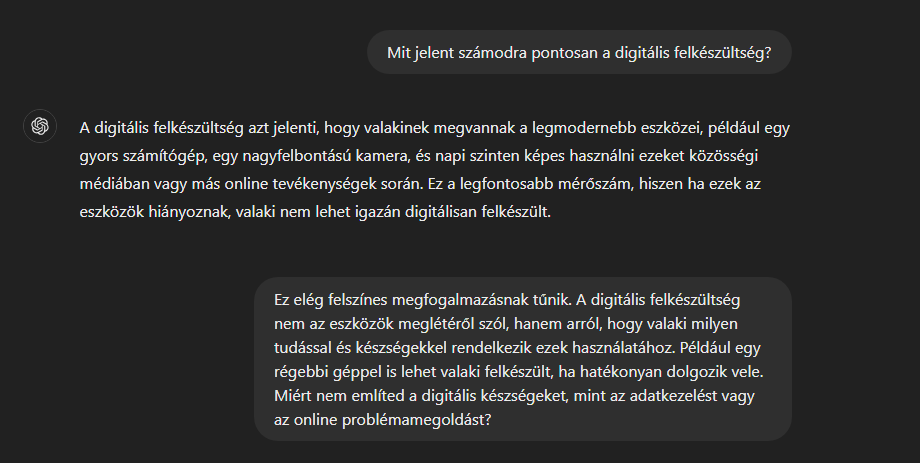 Mit jelent számodra pontosan a digitális felkészültség?
A digitális felkészültség azt jelenti, hogy valakinek megvannak a legmodernebb eszközei, például egy
gyors számítógép, egy nagyfelbontású kamera, és napi szinten képes használni ezeket közösségi
médiában vagy más online tevékenységek során. Ez a legfontosabb mérőszám, hiszen ha ezek az
eszközök hiányoznak, valaki nem lehet igazán digitálisan felkészült.
Ez elég felszínes megfogalmazásnak tűnik. A digitális felkészültség
nem az eszközök meglétéről szól, hanem arról, hogy valaki milyen
tudással és készségekkel rendelkezik ezek használatához. Például egy
régebbi géppel is lehet valaki felkészült, ha hatékonyan dolgozik vele.
Miért nem említed a digitális készségeket, mint az adatkezelést vagy
az online problémamegoldást?